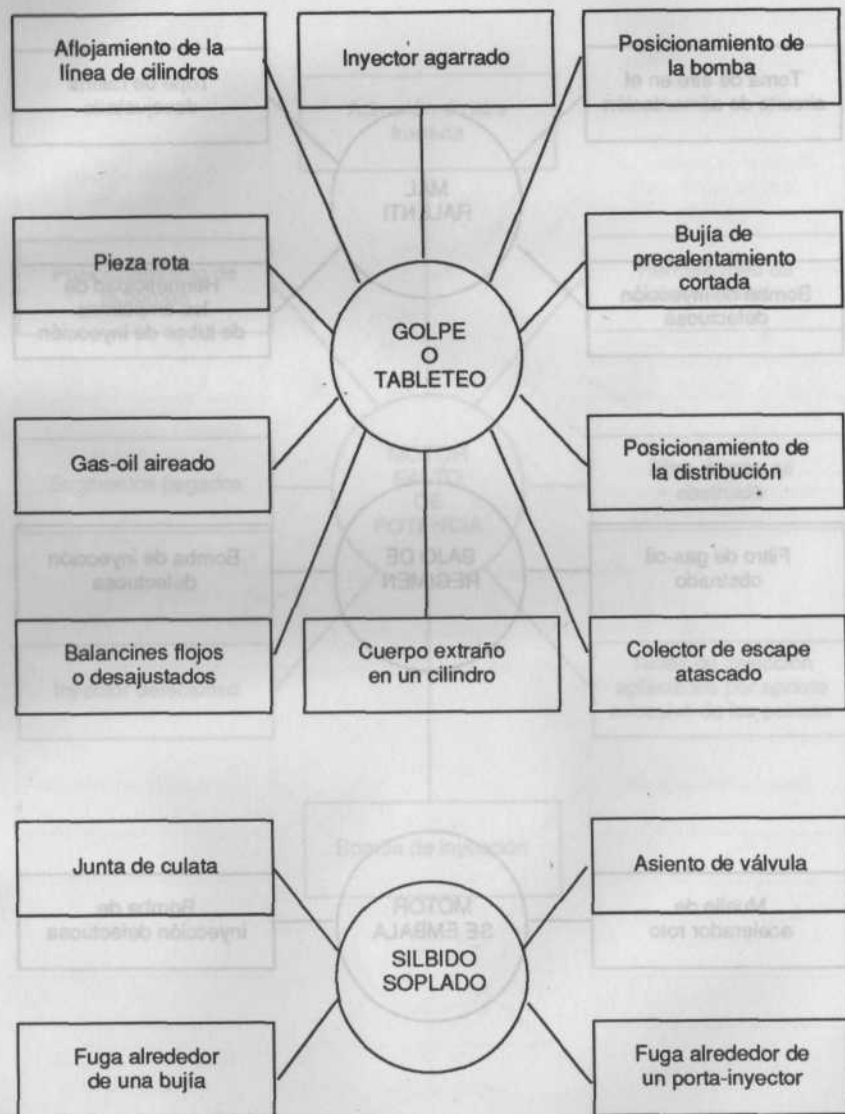 Aflojamiento de la
línea de cilindros
Inyector agarrado
Posicionamiento de
la bomba
Pieza rota
Bujía de
precalentamiento
cortada
GOLPE
O
TABLETEO
Gas-oil aireado
Posicionamiento de
la distribución
Balancines flojos
o desajustados
Cuerpo extraño
en un cilindro
Colector de escape
atascado
Junta de culata
Asiento de válvula
SILBIDO
SOPLADO
Fuga alrededor
de una bujía
Fuga alrededor de
un porta-inyector